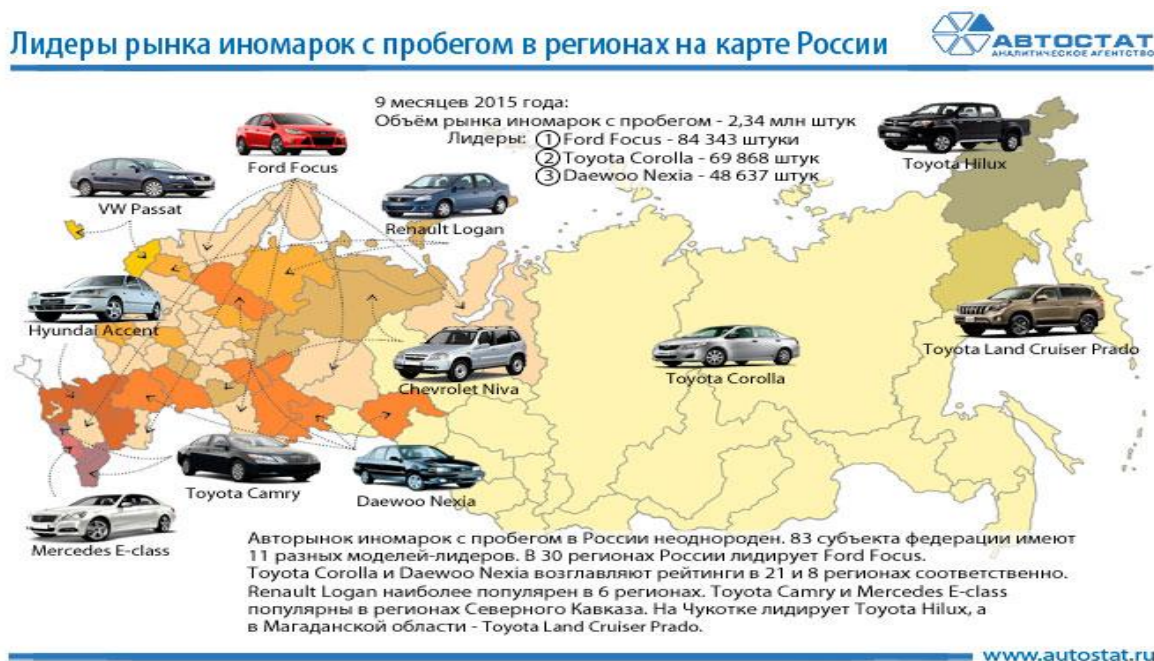 Лидеры рынка иномарок с пробегом в регионах на карте России
АВТОСТАТ
АНАЛИТИЧЕСКОЕ АГЕНТСТВО
9 месяцев 2015 года:
Объём рынка иномарок с пробегом - 2,34 млн штук
Лидеры: 1 Ford Focus - 84 343 штуки
2 Toyota Corolla - 69 868 штук
3 Daewoo Nexia - 48 637 штук
Ford Focus
Toyota Hilux
VW Passat
Renault Logan
Hyundai Accent
Chevrolet Niva
Toyota Corolla
Toyota Land Cruiser Prado
Toyota Camry
Daewoo Nexia
Mercedes E-class
Авторынок иномарок с пробегом в России неоднороден. 83 субъекта федерации имеют
11 разных моделей-лидеров. В 30 регионах России лидирует Ford Focus.
Toyota Corolla и Daewoo Nexia возглавляют рейтинги в 21 и 8 регионах соответственно.
Renault Logan наиболее популярен в 6 регионах. Toyota Camry и Mercedes E-class
популярны в регионах Северного Кавказа. На Чукотке лидирует Toyota Hilux, а
в Магаданской области - Toyota Land Cruiser Prado.
www.autostat.ru